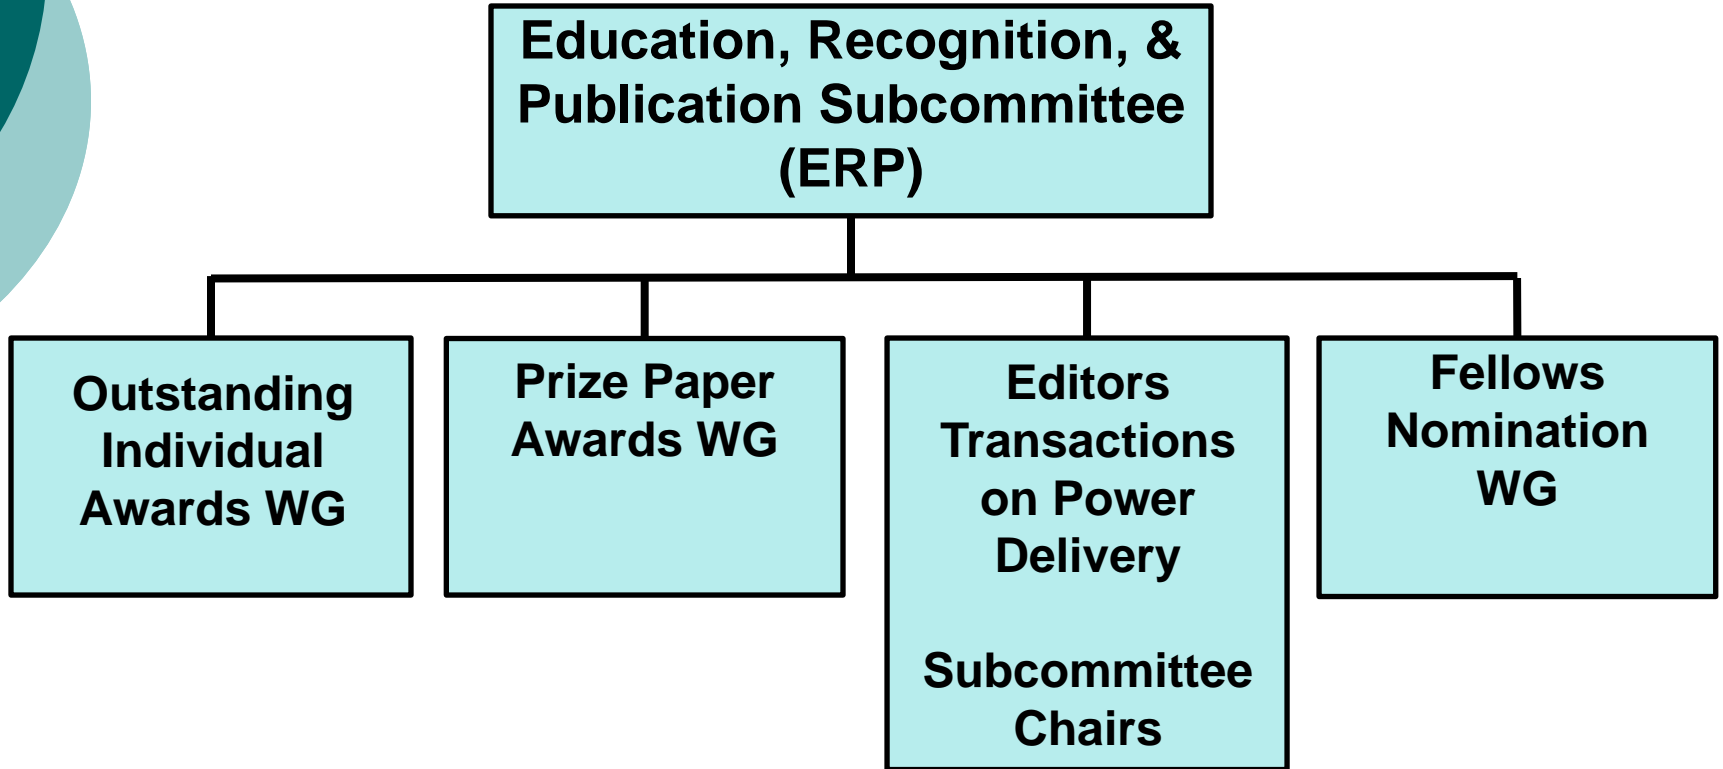 Education, Recognition, &
Publication Subcommittee
(ERP)
Outstanding
Individual
Awards WG
Prize Paper
Awards WG
Editors
Transactions
on Power
Delivery
Subcommittee
Chairs
Fellows
Nomination
WG